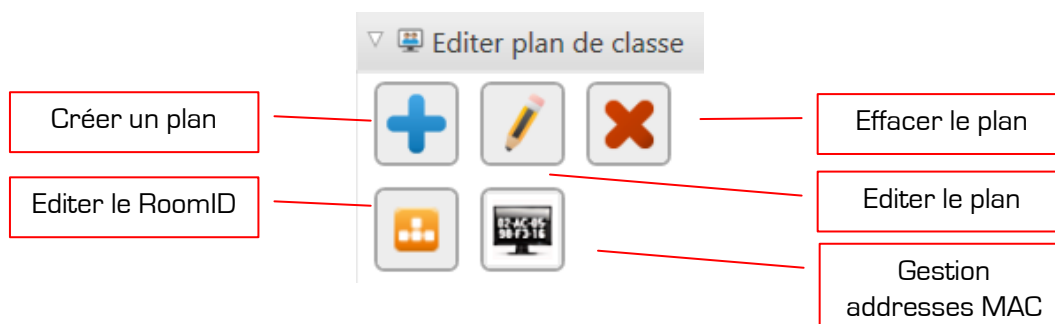 Editer plan de classe
Créer un plan
Effacer le plan
Editer le RoomID
Editer le plan
02-AC-05-
98-F3-16
Gestion
addresses MAC